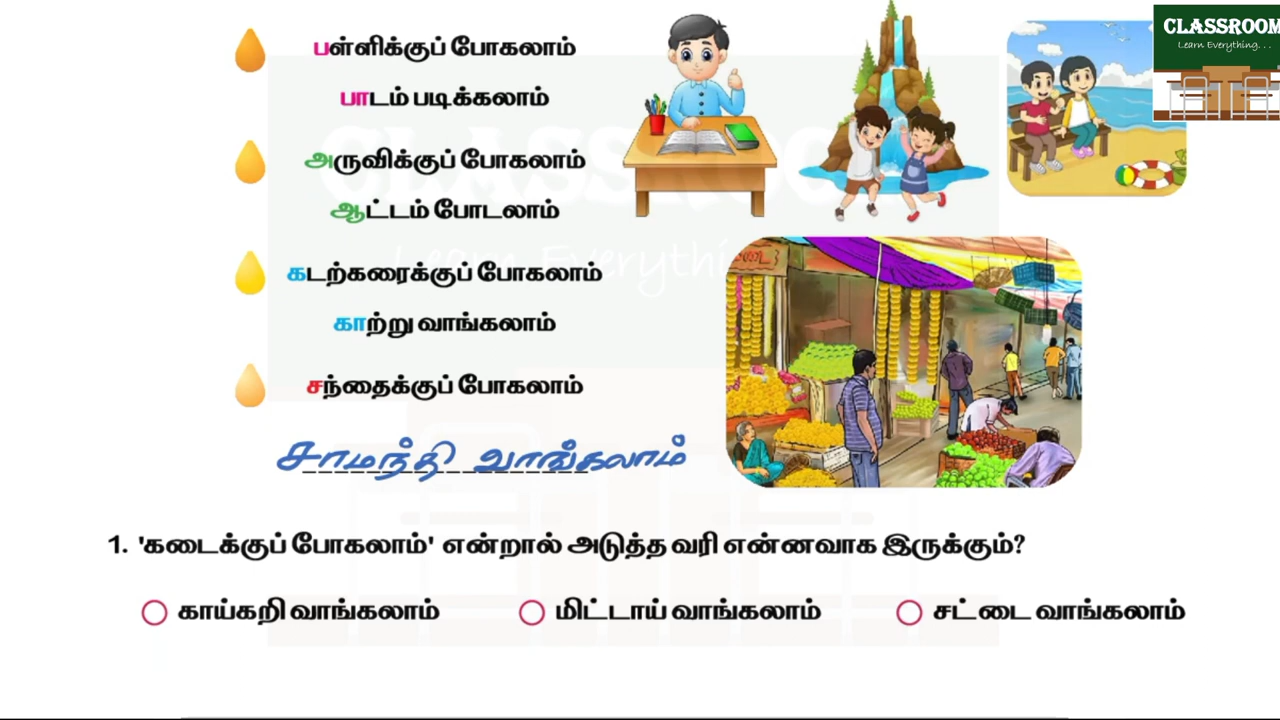 பள்ளிக்குப் போகலாம்
பாடம் படிக்கலாம்
அருவிக்குப் போகலாம்
ஆட்டம் போடலாம்
கடற்கரைக்குப் போகலாம்
காற்று வாங்கலாம்
சந்தைக்குப் போகலாம்
சாமந்தி வாங்கலாம்
1. 'கடைக்குப் போகலாம்' என்றால் அடுத்த வரி என்னவாக இருக்கும்?
காய்கறி வாங்கலாம் மிட்டாய் வாங்கலாம் சட்டை வாங்கலாம்
CLASSROOM
Learn Everything...